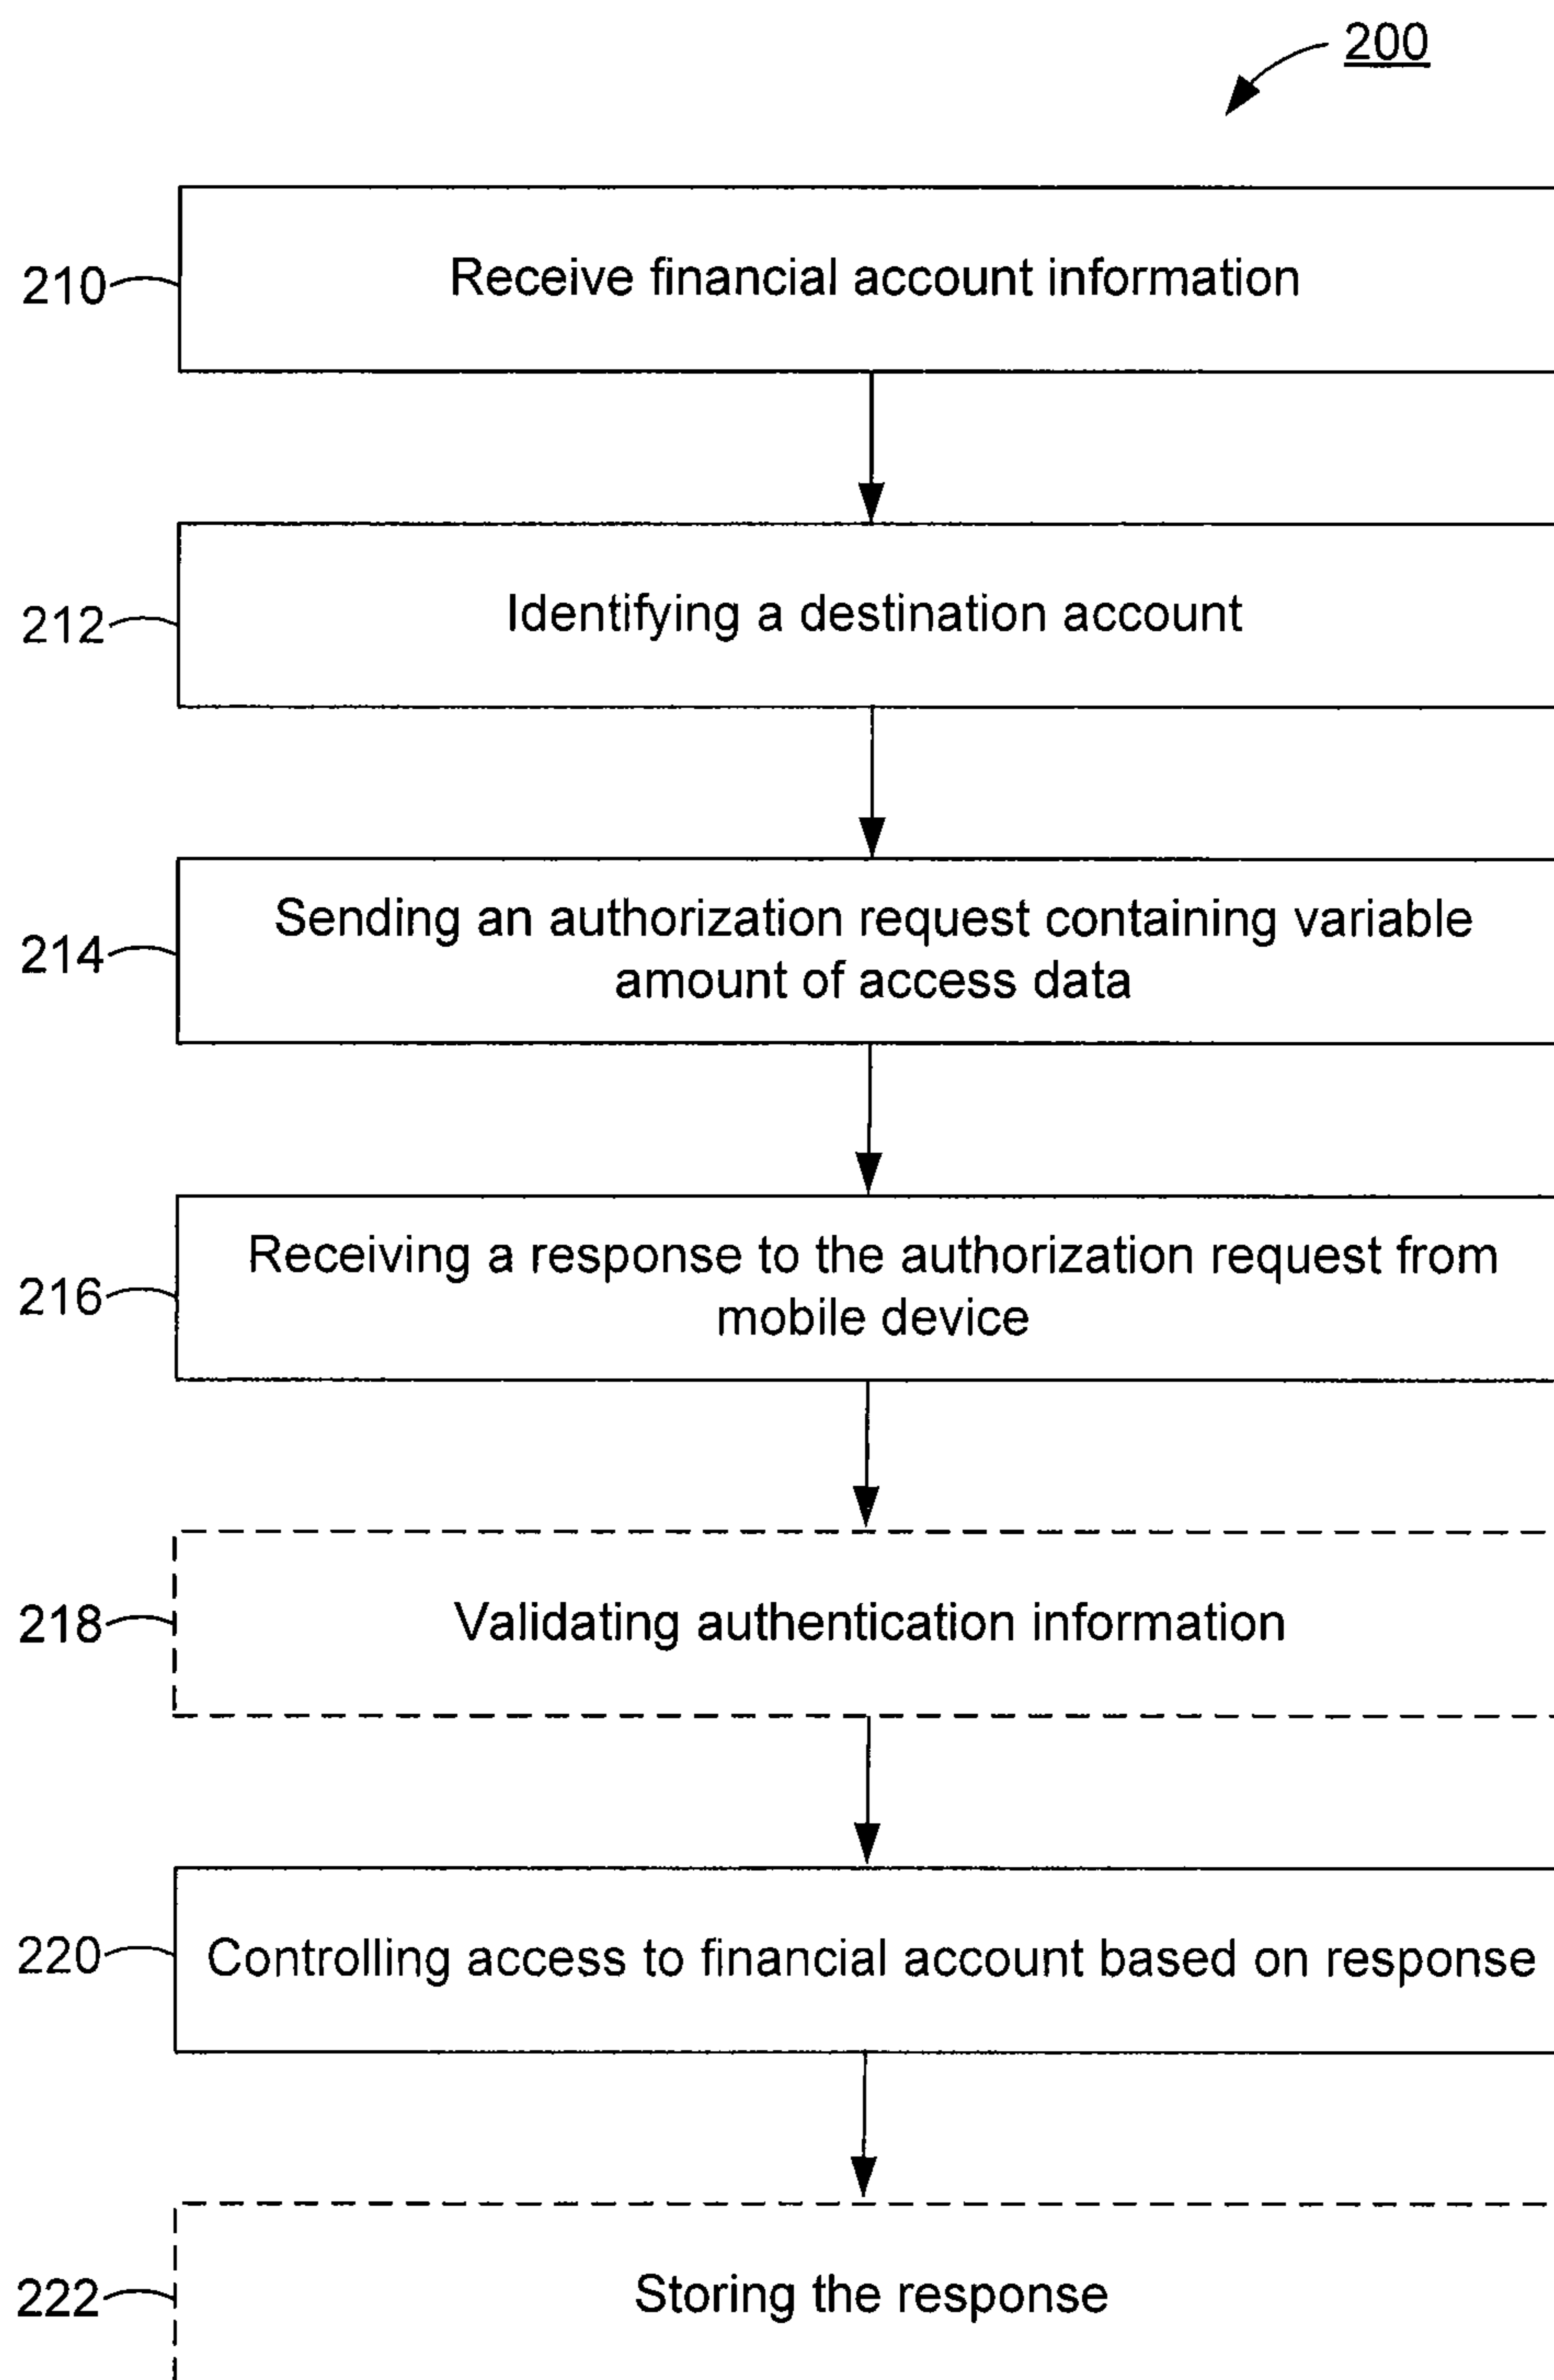 200
210
Receive financial account information
212
Identifying a destination account
214
Sending an authorization request containing variable
amount of access data
216
Receiving a response to the authorization request from
mobile device
218
Validating authentication information
220
Controlling access to financial account based on response
222
Storing the response